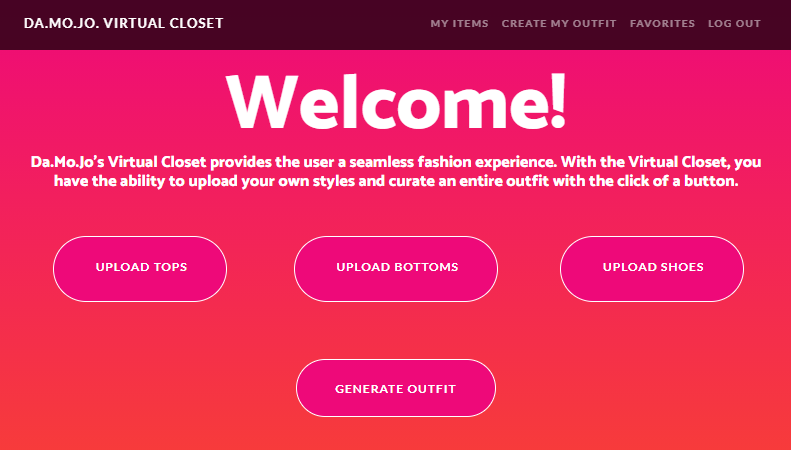 DA.MO.JO. VIRTUAL CLOSET MY ITEMS CREATE MY OUTFIT FAVORITES LOG OUT
Welcome!
Da.Mo.Jo's Virtual Closet provides the user a seamless fashion experience. With the Virtual Closet, you
have the ability to upload your own styles and curate an entire outfit with the click of a button.
UPLOAD TOPS UPLOAD BOTTOMS UPLOAD SHOES
GENERATE OUTFIT